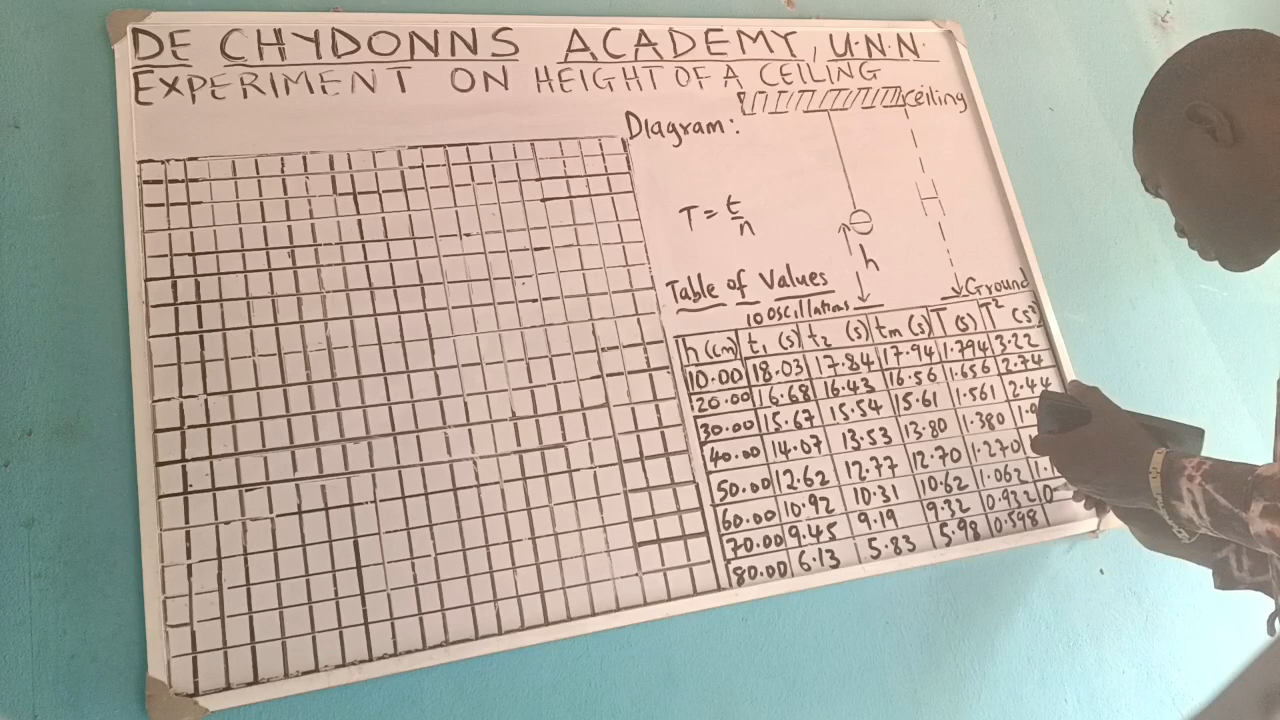 DE CHYDONNS ACADEMY, U.N.N.
EXPERIMENT ON HEIGHT OF A CEILING
Diagram:
Ceiling
T = t/n
H
h
Ground
Table of Values
10 oscillations
h (cm) t₁ (s) t₂ (s) tm (s) T (s) T² (s²)
10.00 18.03 17.84 17.94 1.794 3.22
20.00 16.68 16.43 16.56 1.656 2.74
30.00 15.67 15.54 15.61 1.561 2.44
40.00 14.07 13.53 13.80 1.380
50.00 12.62 12.77 12.70 1.270
60.00 10.92 10.31 10.62 1.062
70.00 9.45 9.19 9.32 0.932
80.00 6.13 5.83 5.98 0.598